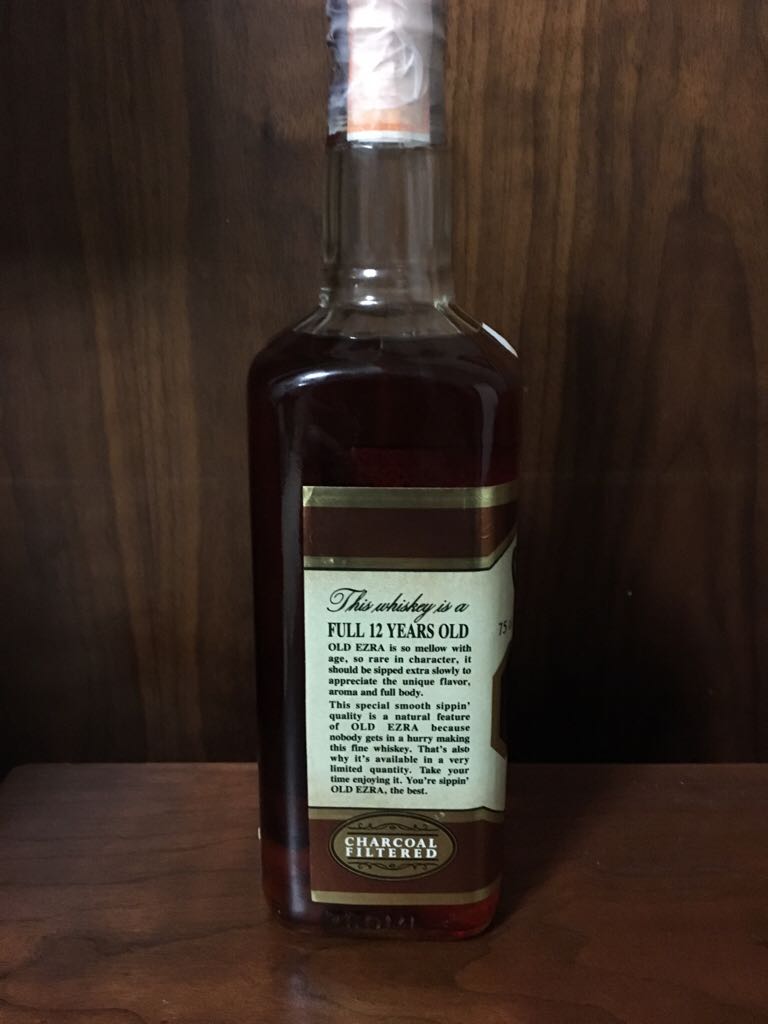 This whiskey is a
FULL 12 YEARS OLD
OLD EZRA is so mellow with
age, so rare in character, it
should be sipped extra slowly to
appreciate the unique flavor,
aroma and full body.
This special smooth sippin'
quality is a natural feature
of OLD EZRA because
nobody gets in a hurry making
this fine whiskey. That's also
why it's available in a very
limited quantity. Take your
time enjoying it. You're sippin'
OLD EZRA, the best.
75
CHARCOAL
FILTERED